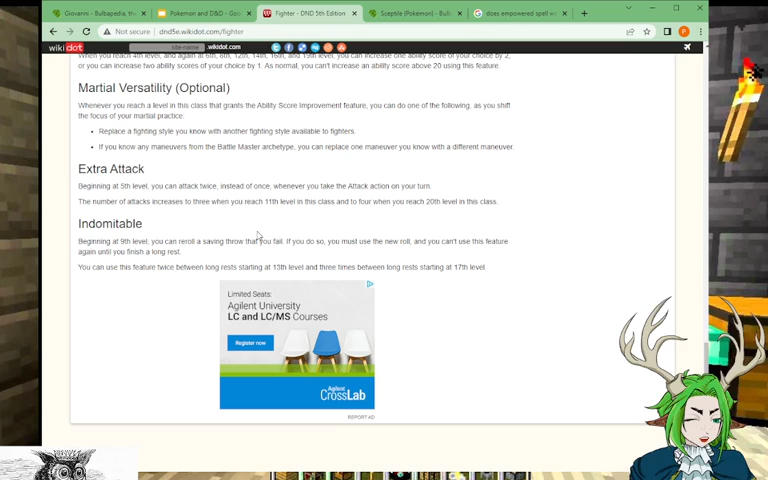 Giovanni - Bulbapedia, the
Pokemon and D&D - Goo
Fighter - DND 5th Edition
Sceptile (Pokémon) - Bulb
does empowered spell wo
Not secure | dnd5e.wikidot.com/fighter
wiki dot
site-name .wikidot.com
When you reach 4th level, and again at 6th, 8th, 12th, 14th, 16th, and 19th level, you can increase one ability score of your choice by 2,
or you can increase two ability scores of your choice by 1. As normal, you can't increase an ability score above 20 using this feature.
Martial Versatility (Optional)
Whenever you reach a level in this class that grants the Ability Score Improvement feature, you can do one of the following, as you shift
the focus of your martial practice:
• Replace a fighting style you know with another fighting style available to fighters.
• If you know any maneuvers from the Battle Master archetype, you can replace one maneuver you know with a different maneuver.
Extra Attack
Beginning at 5th level, you can attack twice, instead of once, whenever you take the Attack action on your turn.
The number of attacks increases to three when you reach 11th level in this class and to four when you reach 20th level in this class.
Indomitable
Beginning at 9th level, you can reroll a saving throw that you fail. If you do so, you must use the new roll, and you can't use this feature
again until you finish a long rest.
You can use this feature twice between long rests starting at 13th level and three times between long rests starting at 17th level
Limited Seats:
Agilent University
LC and LC/MS Courses
Register now
Agilent
CrossLab
REPORT AD